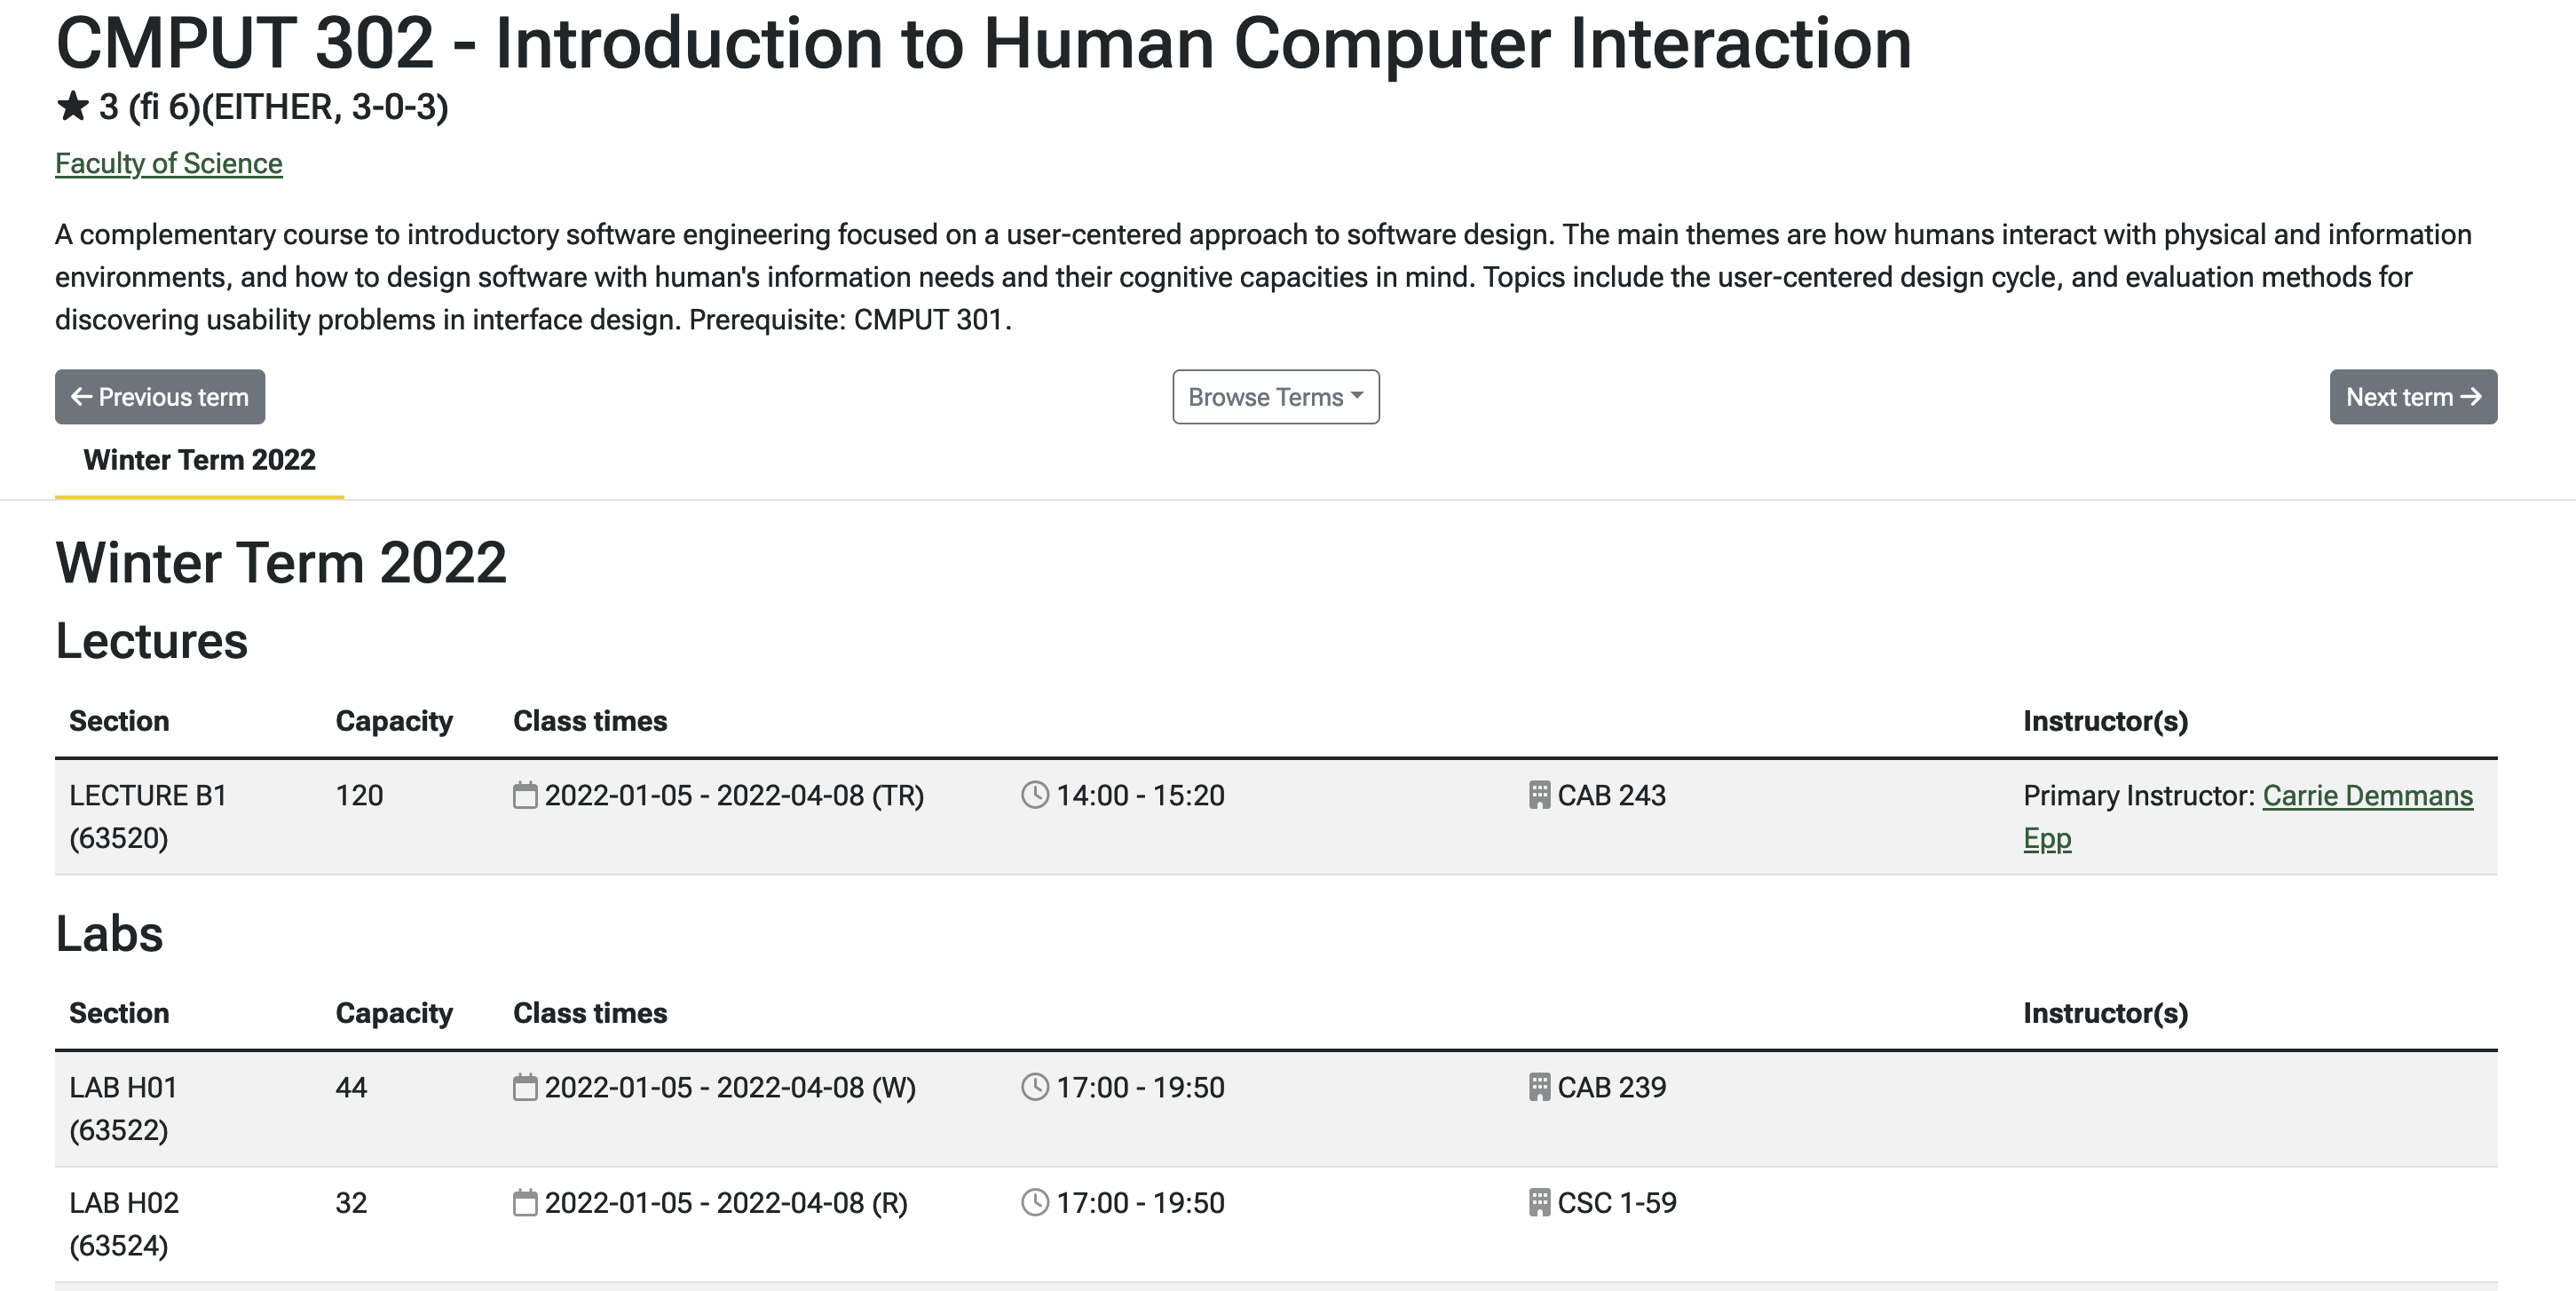 CMPUT 302 - Introduction to Human Computer Interaction
★ 3 (fi 6)(EITHER, 3-0-3)
Faculty of Science
A complementary course to introductory software engineering focused on a user-centered approach to software design. The main themes are how humans interact with physical and information
environments, and how to design software with human's information needs and their cognitive capacities in mind. Topics include the user-centered design cycle, and evaluation methods for
discovering usability problems in interface design. Prerequisite: CMPUT 301.
← Previous term Browse Terms Next term →
Winter Term 2022
Winter Term 2022
Lectures
Section Capacity Class times Instructor(s)
LECTURE B1 120 2022-01-05 - 2022-04-08 (TR) 14:00 - 15:20 CAB 243 Primary Instructor: Carrie Demmans
(63520) Epp
Labs
Section Capacity Class times Instructor(s)
LAB H01 44 2022-01-05 - 2022-04-08 (W) 17:00 - 19:50 CAB 239
(63522)
LAB H02 32 2022-01-05 - 2022-04-08 (R) 17:00 - 19:50 CSC 1-59
(63524)